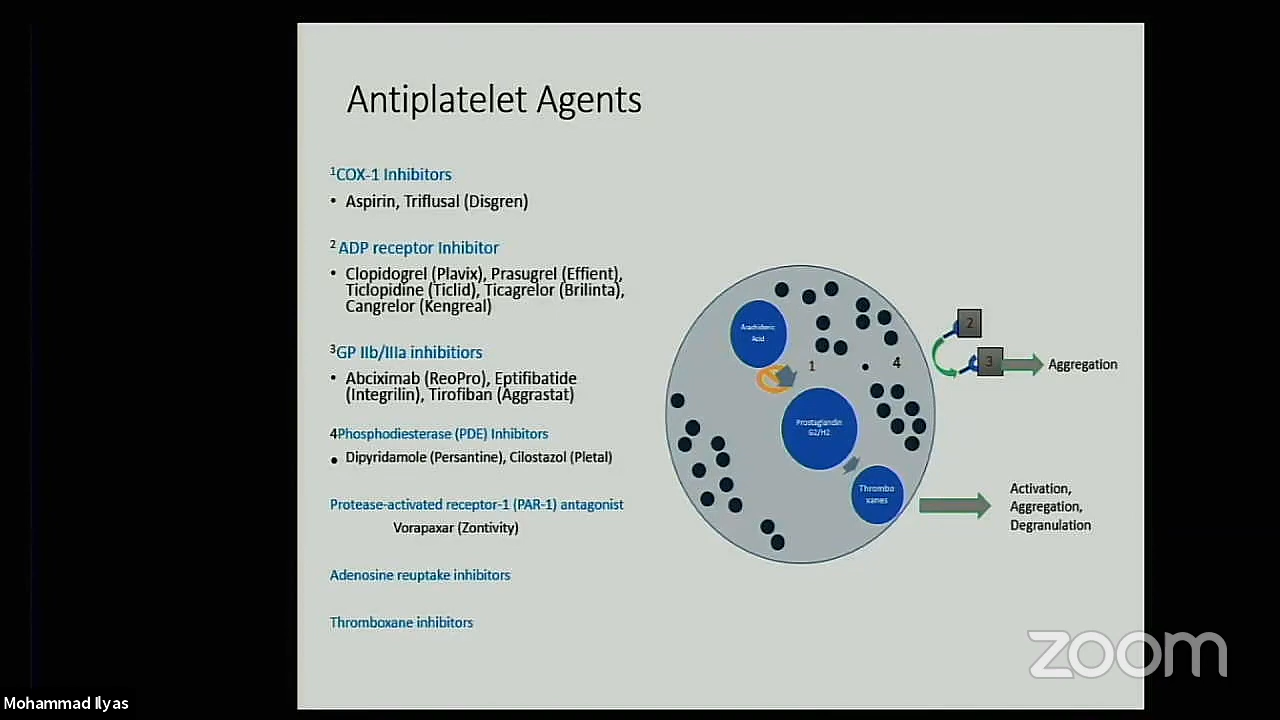 Antiplatelet Agents
¹COX-1 Inhibitors
• Aspirin, Triflusal (Disgren)
² ADP receptor Inhibitor
• Clopidogrel (Plavix), Prasugrel (Effient),
Ticlopidine (Ticlid), Ticagrelor (Brilinta),
Cangrelor (Kengreal)
³GP IIb/IIIa inhibitiors
• Abciximab (ReoPro), Eptifibatide
(Integrilin), Tirofiban (Aggrastat)
4Phosphodiesterase (PDE) Inhibitors
• Dipyridamole (Persantine), Cilostazol (Pletal)
Protease-activated receptor-1 (PAR-1) antagonist
Vorapaxar (Zontivity)
Adenosine reuptake inhibitors
Thromboxane inhibitors
Arachidonic
Acid
1
4
Prostaglandin
G2/H2
Thrombo
xanes
2
3
Aggregation
Activation,
Aggregation,
Degranulation
zoom
Mohammad Ilyas